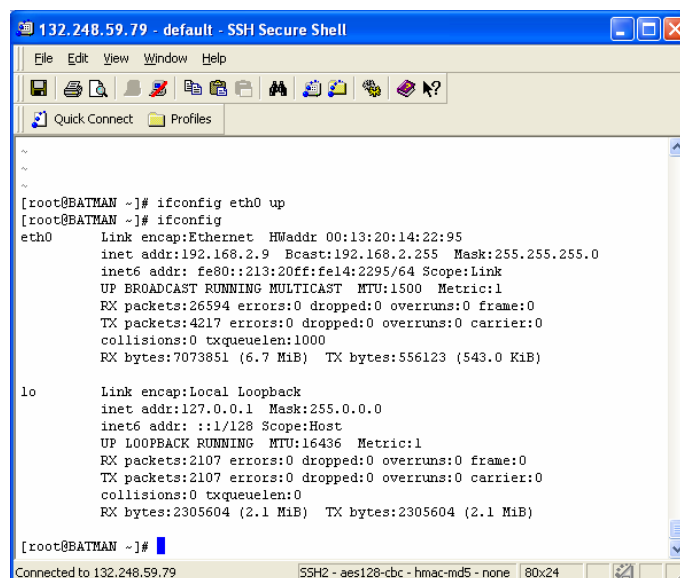 132.248.59.79 - default - SSH Secure Shell
File Edit View Window Help
Quick Connect Profiles
~
~
~
[root@BATMAN ~]# ifconfig eth0 up
[root@BATMAN ~]# ifconfig
eth0 Link encap:Ethernet HWaddr 00:13:20:14:22:95
inet addr:192.168.2.9 Bcast:192.168.2.255 Mask:255.255.255.0
inet6 addr: fe80::213:20ff:fe14:2295/64 Scope:Link
UP BROADCAST RUNNING MULTICAST MTU:1500 Metric:1
RX packets:26594 errors:0 dropped:0 overruns:0 frame:0
TX packets:4217 errors:0 dropped:0 overruns:0 carrier:0
collisions:0 txqueuelen:1000
RX bytes:7073851 (6.7 MiB) TX bytes:556123 (543.0 KiB)
lo Link encap:Local Loopback
inet addr:127.0.0.1 Mask:255.0.0.0
inet6 addr: ::1/128 Scope:Host
UP LOOPBACK RUNNING MTU:16436 Metric:1
RX packets:2107 errors:0 dropped:0 overruns:0 frame:0
TX packets:2107 errors:0 dropped:0 overruns:0 carrier:0
collisions:0 txqueuelen:0
RX bytes:2305604 (2.1 MiB) TX bytes:2305604 (2.1 MiB)
[root@BATMAN ~]#
Connected to 132.248.59.79 SSH2 - aes128-cbc - hmac-md5 - none 80x24